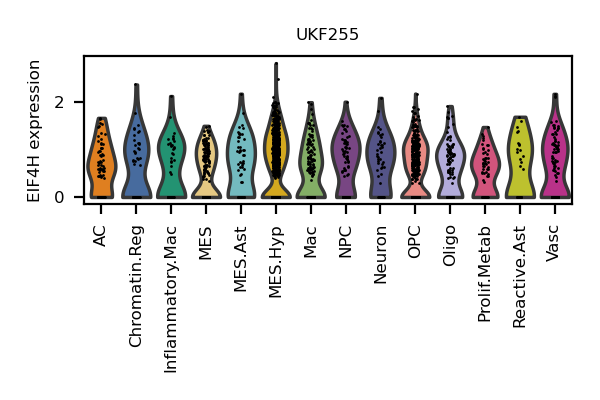 UKF255
EIF4H expression
2
0
AC
Chromatin.Reg
Inflammatory.Mac
MES
MES.Ast
MES.Hyp
Mac
NPC
Neuron
OPC
Oligo
Prolif.Metab
Reactive.Ast
Vasc